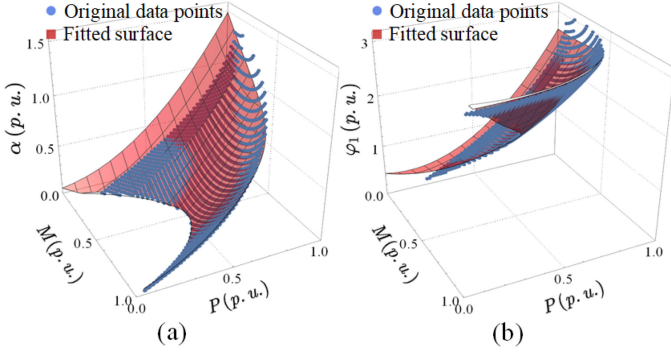 Original data points
Fitted surface
1.5
1.0
0.5
0.0
α (p. u.)
0.5
1.0
M (p. u.)
0.0
0.5
1.0
P (p. u.)
(a)
Original data points
Fitted surface
3
2
1
0.0
φ1 (p. u.)
0.5
1.0
M (p. u.)
0.0
0.5
1.0
P (p. u.)
(b)